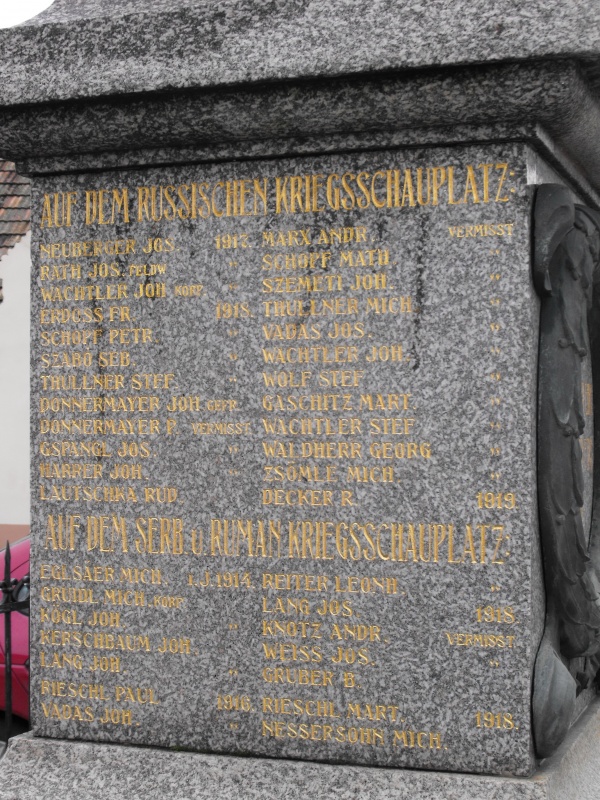 AUF DEM RUSSISCHEN KRIEGSSCHAUPLATZ:
NEUBERGER JOS. 1917. MARX ANDR. VERMISST
RATH JOS. FELDW " SCHOPF MATH. "
WACHTLER JOH. KORP " SZEMETI JOH. "
ERDÖSS FR. 1918. THULLNER MICH. "
SCHOPF PETR. " VADAS JOS. "
SZABÓ SEB. " WACHTLER JOH. "
THULLNER STEF. " WOLF STEF. "
DONNERMAYER JOH. GEFR. GASCHITZ MART. "
DONNERMAYER P. VERMISST WACHTLER STEF. "
GSPANGL JOS. " WALDHERR GEORG "
HARRER JOH. " ZSÖMLE MICH. "
LAUTSCHKA RUD. DECKER R. 1919.
AUF DEM SERB. u. RUMÄN. KRIEGSSCHAUPLATZ:
EGLSAER MICH. 1.J.1914. REITER LEONH. "
GRUIDL MICH. KORP " LANG JOS. 1918.
KÖGL JOH. " KNOTZ ANDR. VERMISST
KERSCHBAUM JOH. WEISS JOS. "
LANG JOH. " GRUBER B.
RIESCHL PAUL 1916. RIESCHL MART. 1918.
VADAS JOH. " NESSERSOHN MICH.